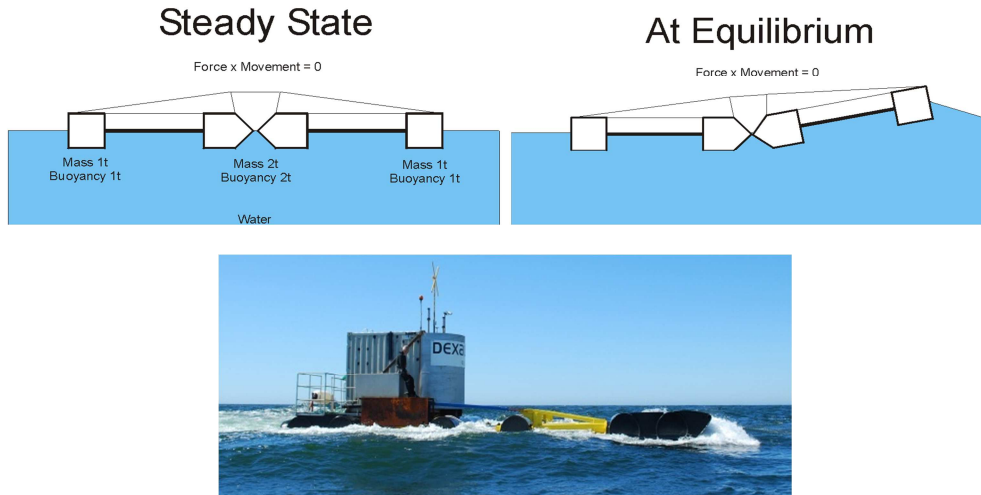 Steady State
Force x Movement = 0
Mass 1t
Buoyancy 1t
Mass 2t
Buoyancy 2t
Mass 1t
Buoyancy 1t
Water
At Equilibrium
Force x Movement = 0
DEXA